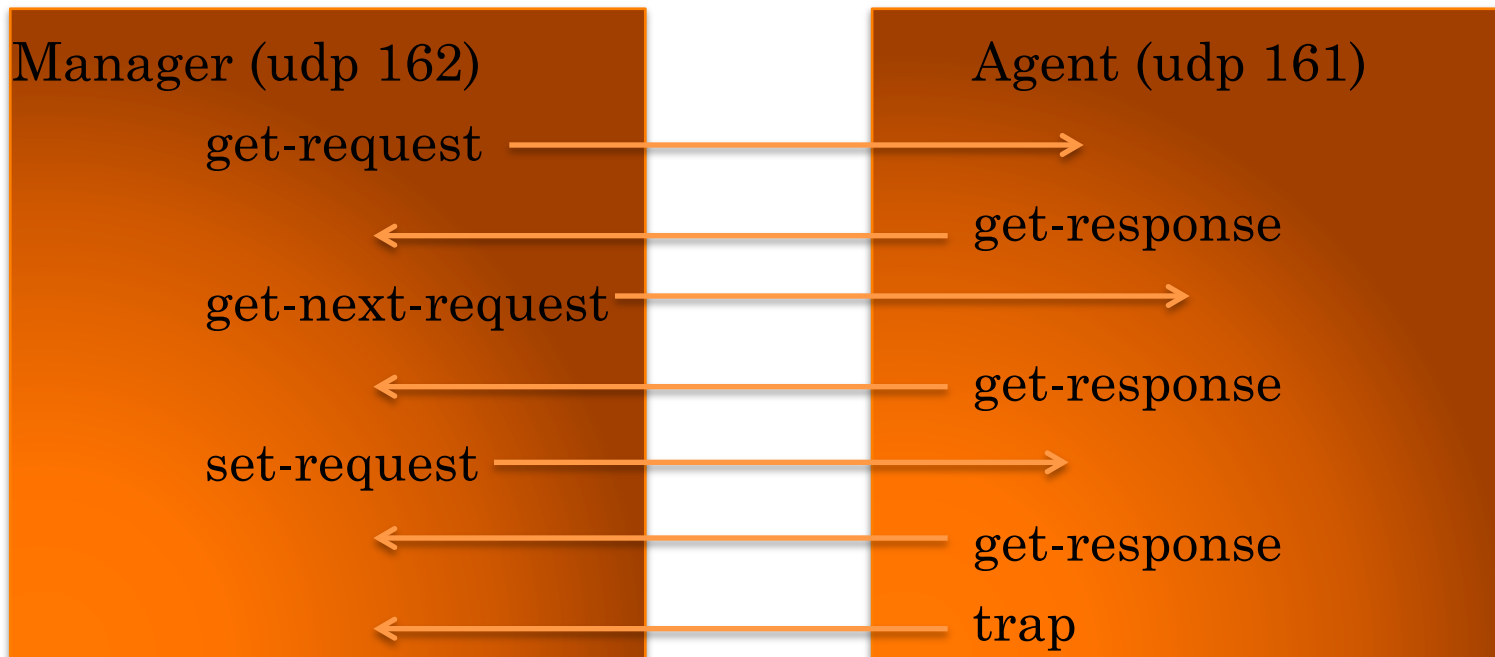 Manager (udp 162)
Agent (udp 161)
get-request
get-response
get-next-request
get-response
set-request
get-response
trap